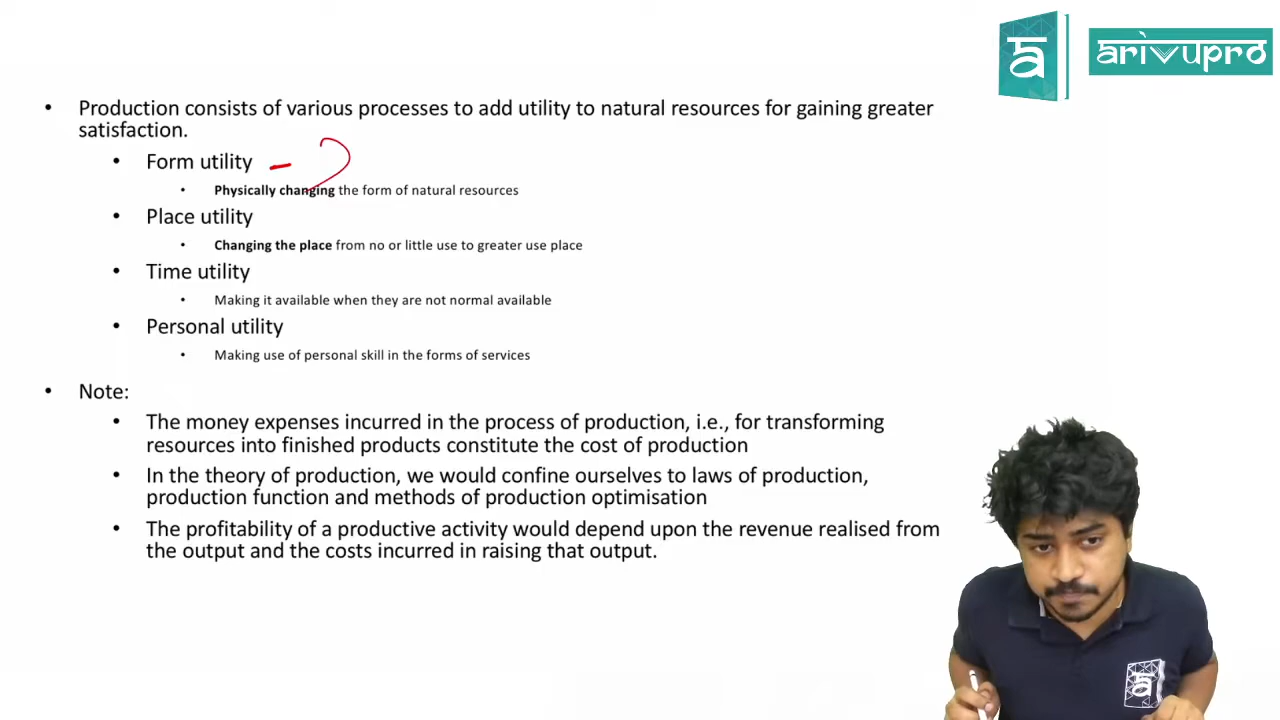 arivupro
• Production consists of various processes to add utility to natural resources for gaining greater
satisfaction.
• Form utility
• Physically changing the form of natural resources
• Place utility
• Changing the place from no or little use to greater use place
• Time utility
• Making it available when they are not normal available
• Personal utility
• Making use of personal skill in the forms of services
• Note:
• The money expenses incurred in the process of production, i.e., for transforming
resources into finished products constitute the cost of production
• In the theory of production, we would confine ourselves to laws of production,
production function and methods of production optimisation
• The profitability of a productive activity would depend upon the revenue realised from
the output and the costs incurred in raising that output.